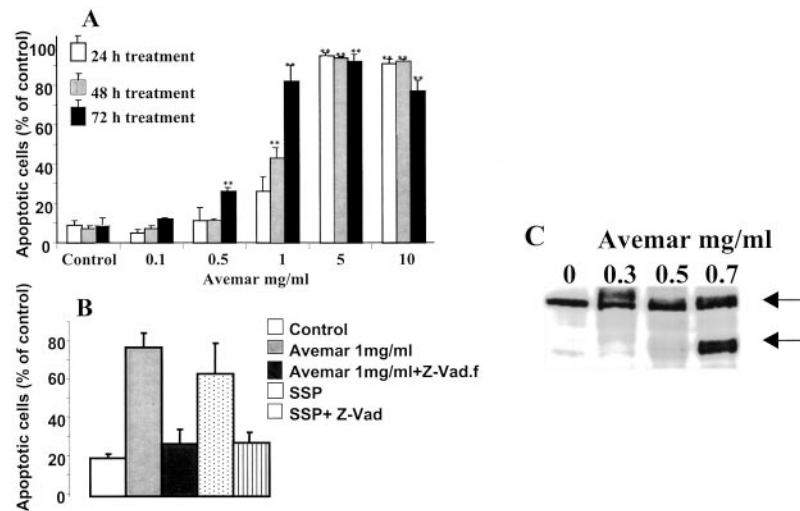 A
Apoptotic cells (% of control)
100
80
60
40
20
0
24 h treatment
48 h treatment
72 h treatment
**
**
**
** ** **
** ** **
Control 0.1 0.5 1 5 10
Avemar mg/ml
B
Apoptotic cells (% of control)
80
60
40
20
0
Control
Avemar 1mg/ml
Avemar 1mg/ml+Z-Vad.f
SSP
SSP+ Z-Vad
C
Avemar mg/ml
0 0.3 0.5 0.7